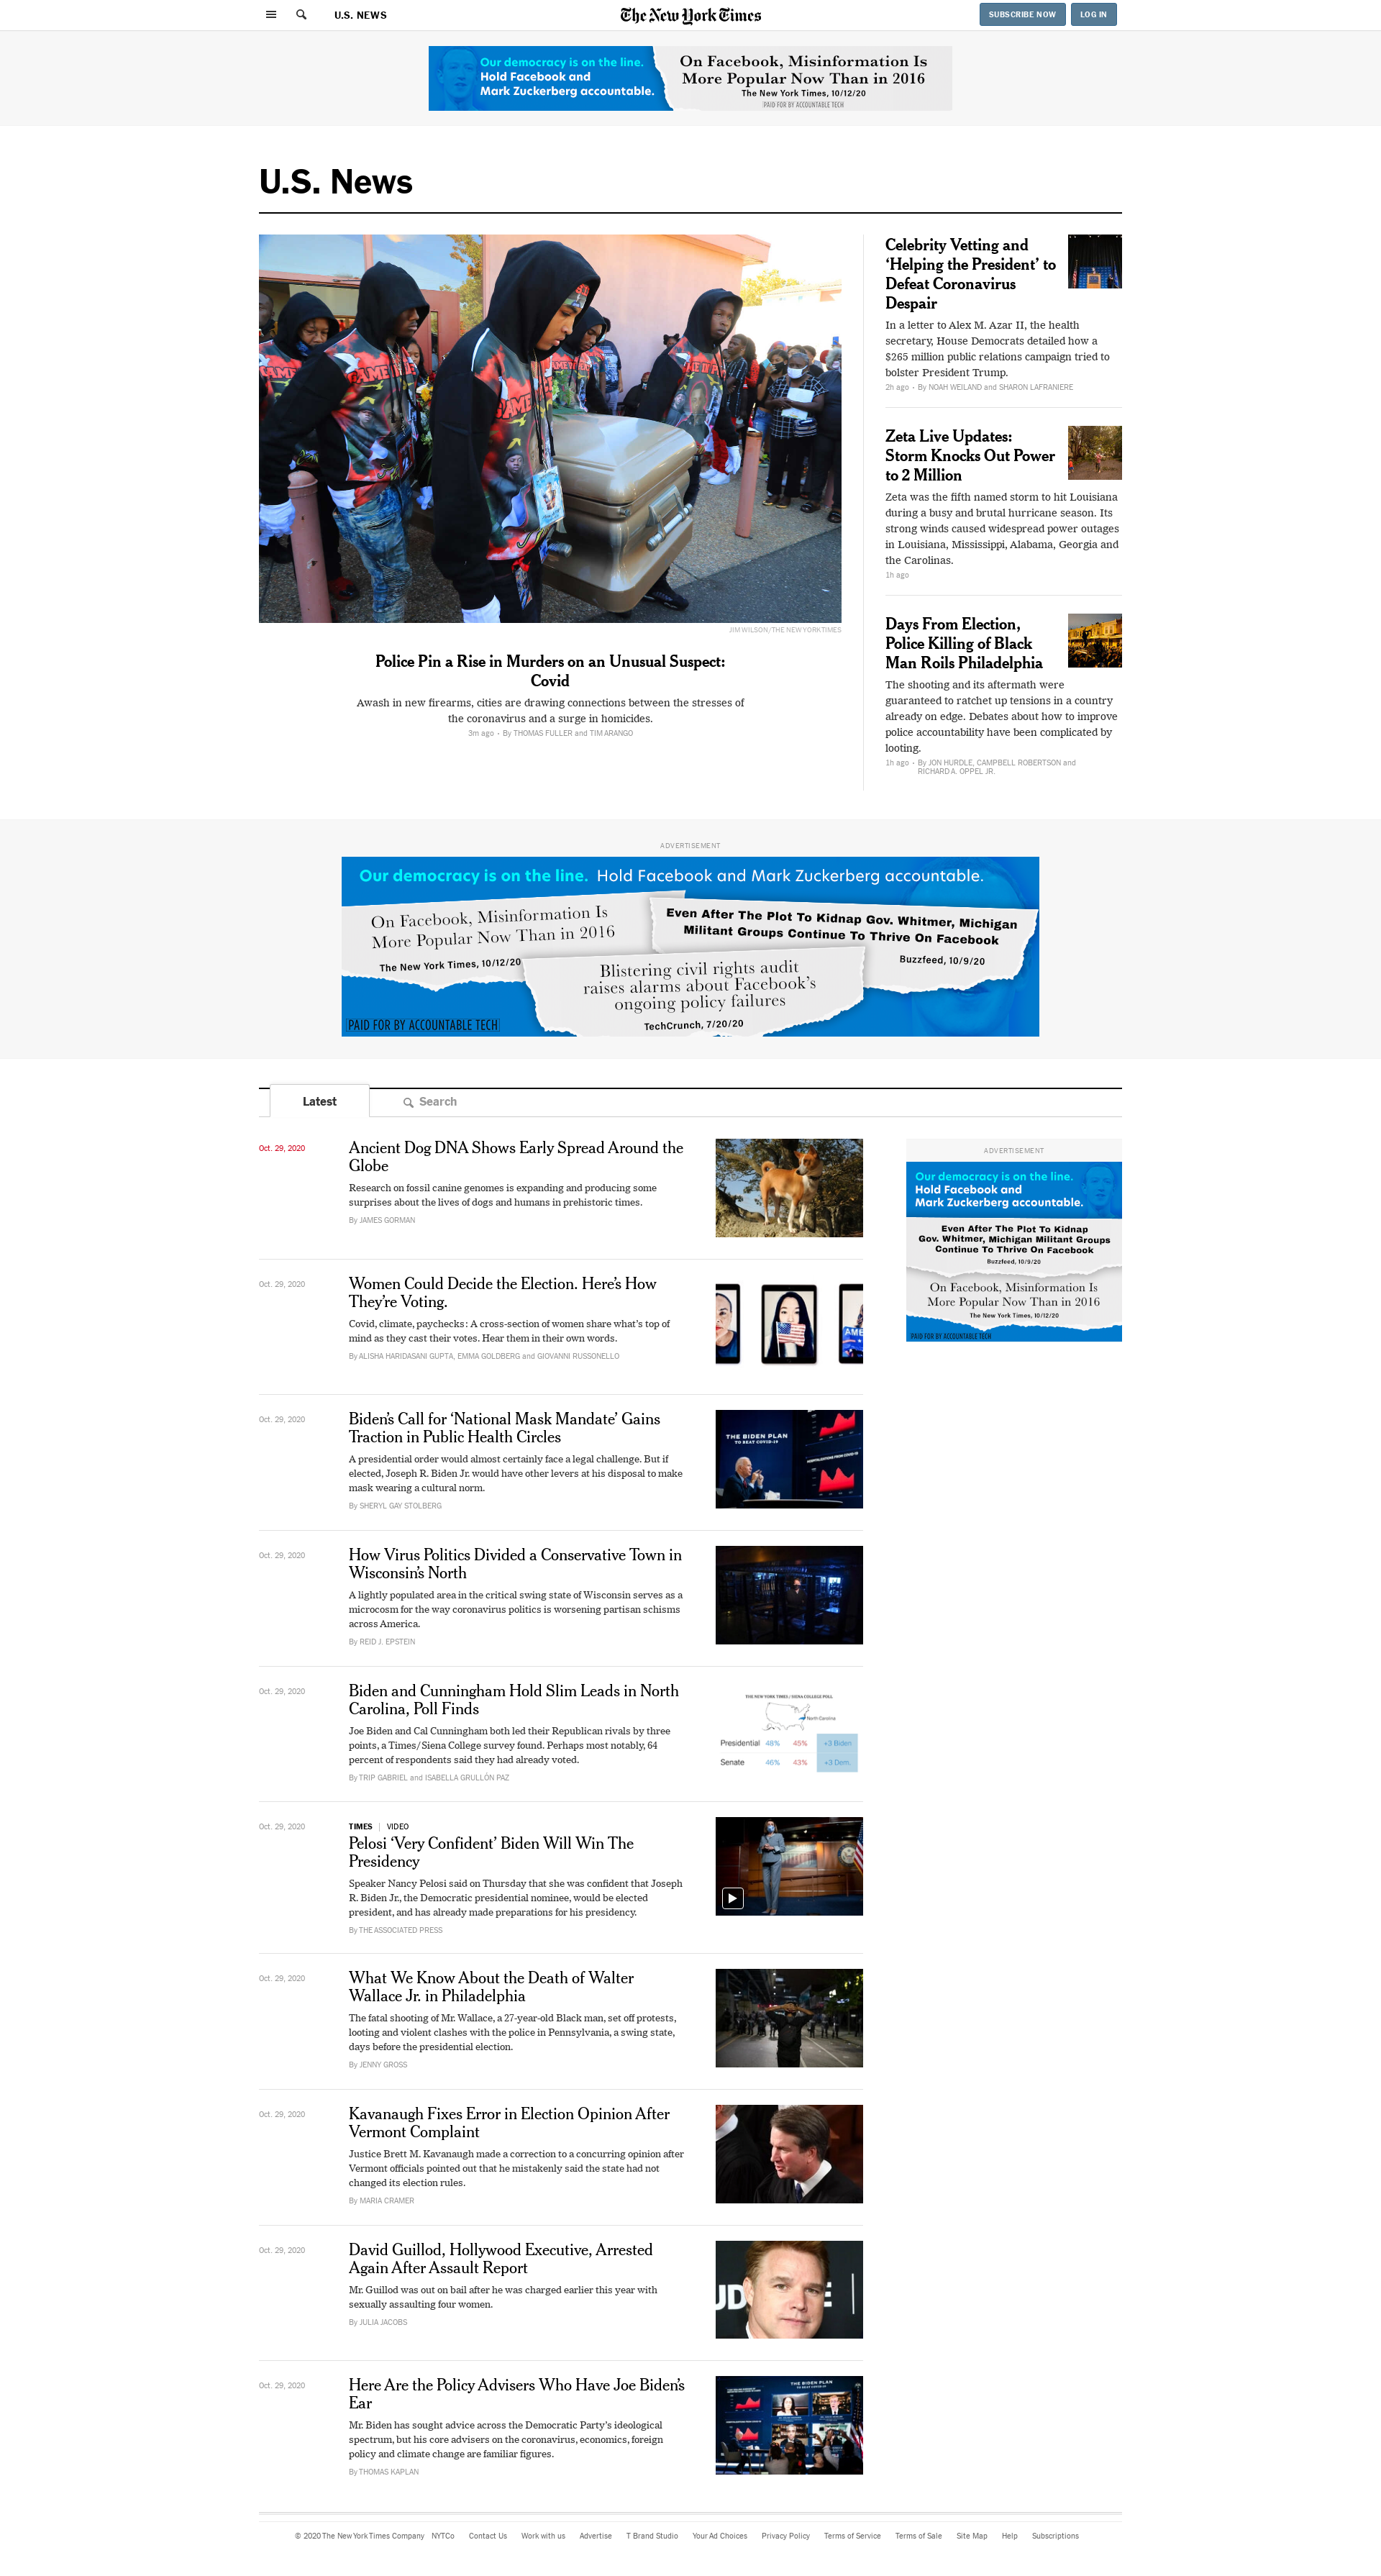 U.S. NEWS
The New York Times
SUBSCRIBE NOW
LOG IN
Our democracy is on the line.
Hold Facebook and
Mark Zuckerberg accountable.
On Facebook, Misinformation Is
More Popular Now Than in 2016
The New York Times, 10/12/20
PAID FOR BY ACCOUNTABLE TECH
U.S. News
JIM WILSON/THE NEW YORK TIMES
Police Pin a Rise in Murders on an Unusual Suspect:
Covid
Awash in new firearms, cities are drawing connections between the stresses of
the coronavirus and a surge in homicides.
3m ago • By THOMAS FULLER and TIM ARANGO
Celebrity Vetting and
‘Helping the President’ to
Defeat Coronavirus
Despair
In a letter to Alex M. Azar II, the health
secretary, House Democrats detailed how a
$265 million public relations campaign tried to
bolster President Trump.
2h ago • By NOAH WEILAND and SHARON LAFRANIERE
Zeta Live Updates:
Storm Knocks Out Power
to 2 Million
Zeta was the fifth named storm to hit Louisiana
during a busy and brutal hurricane season. Its
strong winds caused widespread power outages
in Louisiana, Mississippi, Alabama, Georgia and
the Carolinas.
1h ago
Days From Election,
Police Killing of Black
Man Roils Philadelphia
The shooting and its aftermath were
guaranteed to ratchet up tensions in a country
already on edge. Debates about how to improve
police accountability have been complicated by
looting.
1h ago • By JON HURDLE, CAMPBELL ROBERTSON and
RICHARD A. OPPEL JR.
ADVERTISEMENT
Our democracy is on the line. Hold Facebook and Mark Zuckerberg accountable.
On Facebook, Misinformation Is
More Popular Now Than in 2016
The New York Times, 10/12/20
Even After The Plot To Kidnap Gov. Whitmer, Michigan
Militant Groups Continue To Thrive On Facebook
Buzzfeed, 10/9/20
Blistering civil rights audit
raises alarms about Facebook’s
ongoing policy failures
TechCrunch, 7/20/20
PAID FOR BY ACCOUNTABLE TECH
Latest
Search
Oct. 29, 2020
Ancient Dog DNA Shows Early Spread Around the
Globe
Research on fossil canine genomes is expanding and producing some
surprises about the lives of dogs and humans in prehistoric times.
By JAMES GORMAN
ADVERTISEMENT
Our democracy is on the line.
Hold Facebook and
Mark Zuckerberg accountable.
Even After The Plot To Kidnap
Gov. Whitmer, Michigan Militant Groups
Continue To Thrive On Facebook
Buzzfeed, 10/9/20
On Facebook, Misinformation Is
More Popular Now Than in 2016
The New York Times, 10/12/20
PAID FOR BY ACCOUNTABLE TECH
Oct. 29, 2020
Women Could Decide the Election. Here’s How
They’re Voting.
Covid, climate, paychecks: A cross-section of women share what’s top of
mind as they cast their votes. Hear them in their own words.
By ALISHA HARIDASANI GUPTA, EMMA GOLDBERG and GIOVANNI RUSSONELLO
Oct. 29, 2020
Biden’s Call for ‘National Mask Mandate’ Gains
Traction in Public Health Circles
A presidential order would almost certainly face a legal challenge. But if
elected, Joseph R. Biden Jr. would have other levers at his disposal to make
mask wearing a cultural norm.
By SHERYL GAY STOLBERG
THE BIDEN PLAN
TO BEAT COVID-19
Oct. 29, 2020
How Virus Politics Divided a Conservative Town in
Wisconsin’s North
A lightly populated area in the critical swing state of Wisconsin serves as a
microcosm for the way coronavirus politics is worsening partisan schisms
across America.
By REID J. EPSTEIN
Oct. 29, 2020
Biden and Cunningham Hold Slim Leads in North
Carolina, Poll Finds
Joe Biden and Cal Cunningham both led their Republican rivals by three
points, a Times/Siena College survey found. Perhaps most notably, 64
percent of respondents said they had already voted.
By TRIP GABRIEL and ISABELLA GRULLÓN PAZ
THE NEW YORK TIMES / SIENA COLLEGE POLL
North Carolina
Presidential 48% 45% +3 Biden
Senate 46% 43% +3 Dem.
Oct. 29, 2020
TIMES | VIDEO
Pelosi ‘Very Confident’ Biden Will Win The
Presidency
Speaker Nancy Pelosi said on Thursday that she was confident that Joseph
R. Biden Jr., the Democratic presidential nominee, would be elected
president, and has already made preparations for his presidency.
By THE ASSOCIATED PRESS
Oct. 29, 2020
What We Know About the Death of Walter
Wallace Jr. in Philadelphia
The fatal shooting of Mr. Wallace, a 27-year-old Black man, set off protests,
looting and violent clashes with the police in Pennsylvania, a swing state,
days before the presidential election.
By JENNY GROSS
Oct. 29, 2020
Kavanaugh Fixes Error in Election Opinion After
Vermont Complaint
Justice Brett M. Kavanaugh made a correction to a concurring opinion after
Vermont officials pointed out that he mistakenly said the state had not
changed its election rules.
By MARIA CRAMER
Oct. 29, 2020
David Guillod, Hollywood Executive, Arrested
Again After Assault Report
Mr. Guillod was out on bail after he was charged earlier this year with
sexually assaulting four women.
By JULIA JACOBS
Oct. 29, 2020
Here Are the Policy Advisers Who Have Joe Biden’s
Ear
Mr. Biden has sought advice across the Democratic Party’s ideological
spectrum, but his core advisers on the coronavirus, economics, foreign
policy and climate change are familiar figures.
By THOMAS KAPLAN
THE BIDEN PLAN
© 2020 The New York Times Company NYTCo Contact Us Work with us Advertise T Brand Studio Your Ad Choices Privacy Policy Terms of Service Terms of Sale Site Map Help Subscriptions